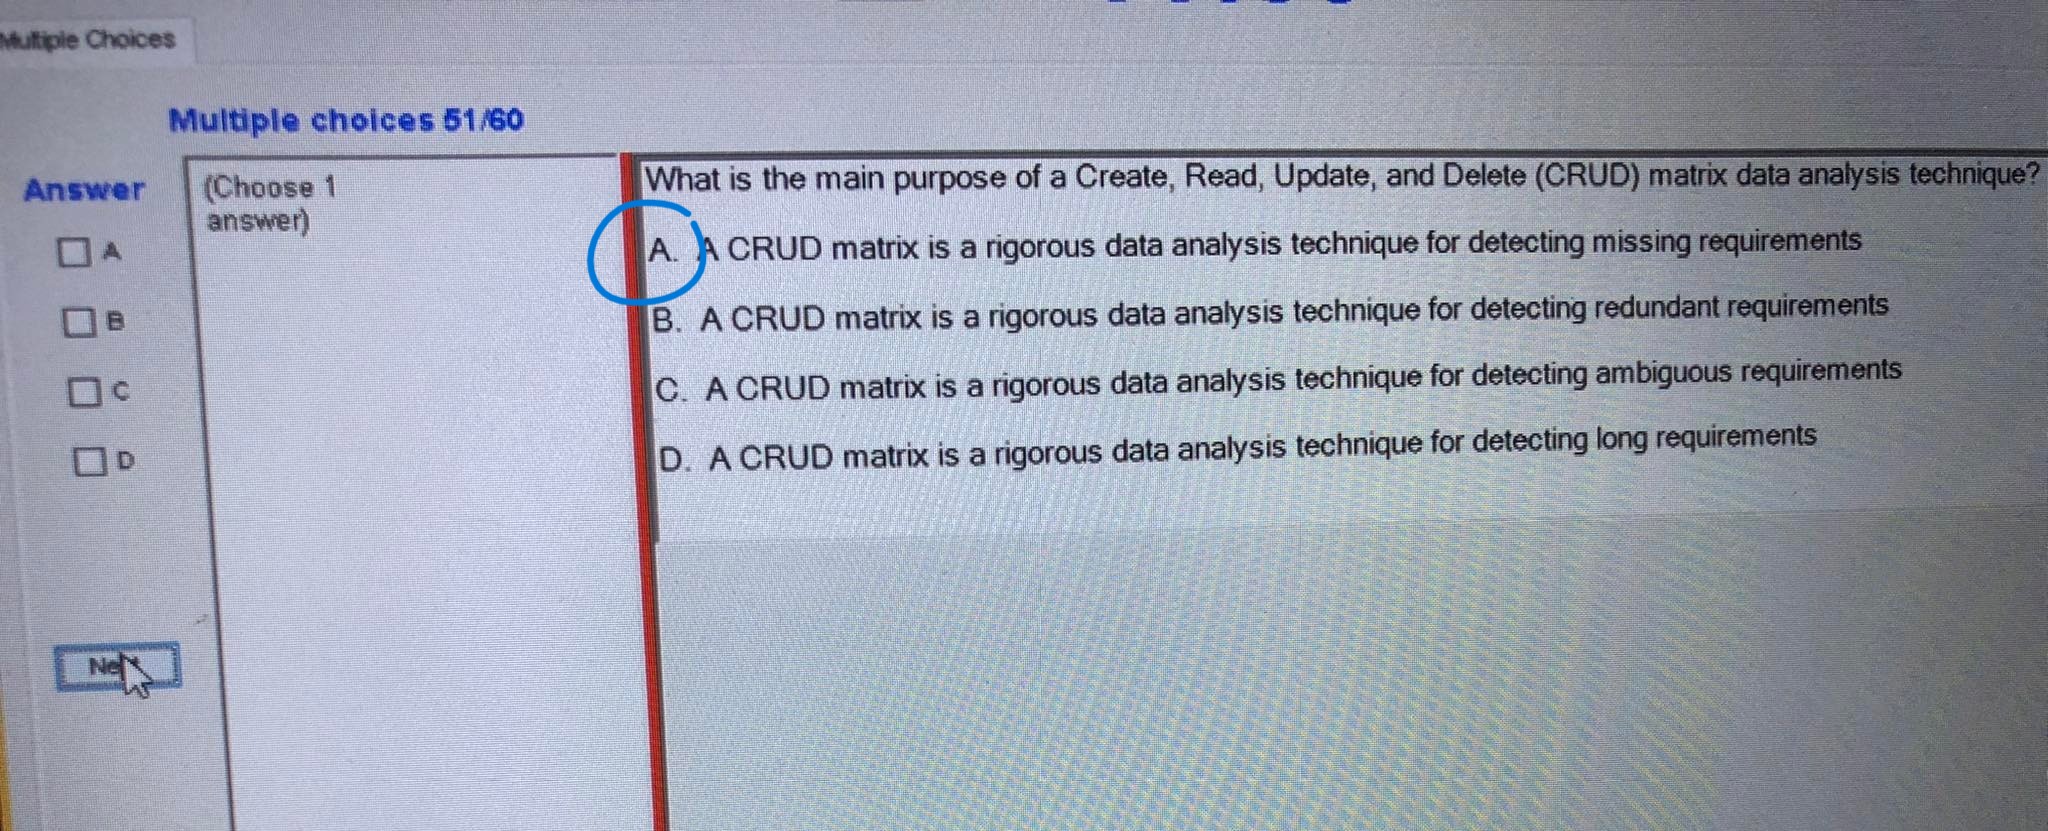 Multiple Choices
Multiple choices 51/60
Answer
(Choose 1
answer)
A
B
C
D
What is the main purpose of a Create, Read, Update, and Delete (CRUD) matrix data analysis technique?
A. A CRUD matrix is a rigorous data analysis technique for detecting missing requirements
B. A CRUD matrix is a rigorous data analysis technique for detecting redundant requirements
C. A CRUD matrix is a rigorous data analysis technique for detecting ambiguous requirements
D. A CRUD matrix is a rigorous data analysis technique for detecting long requirements